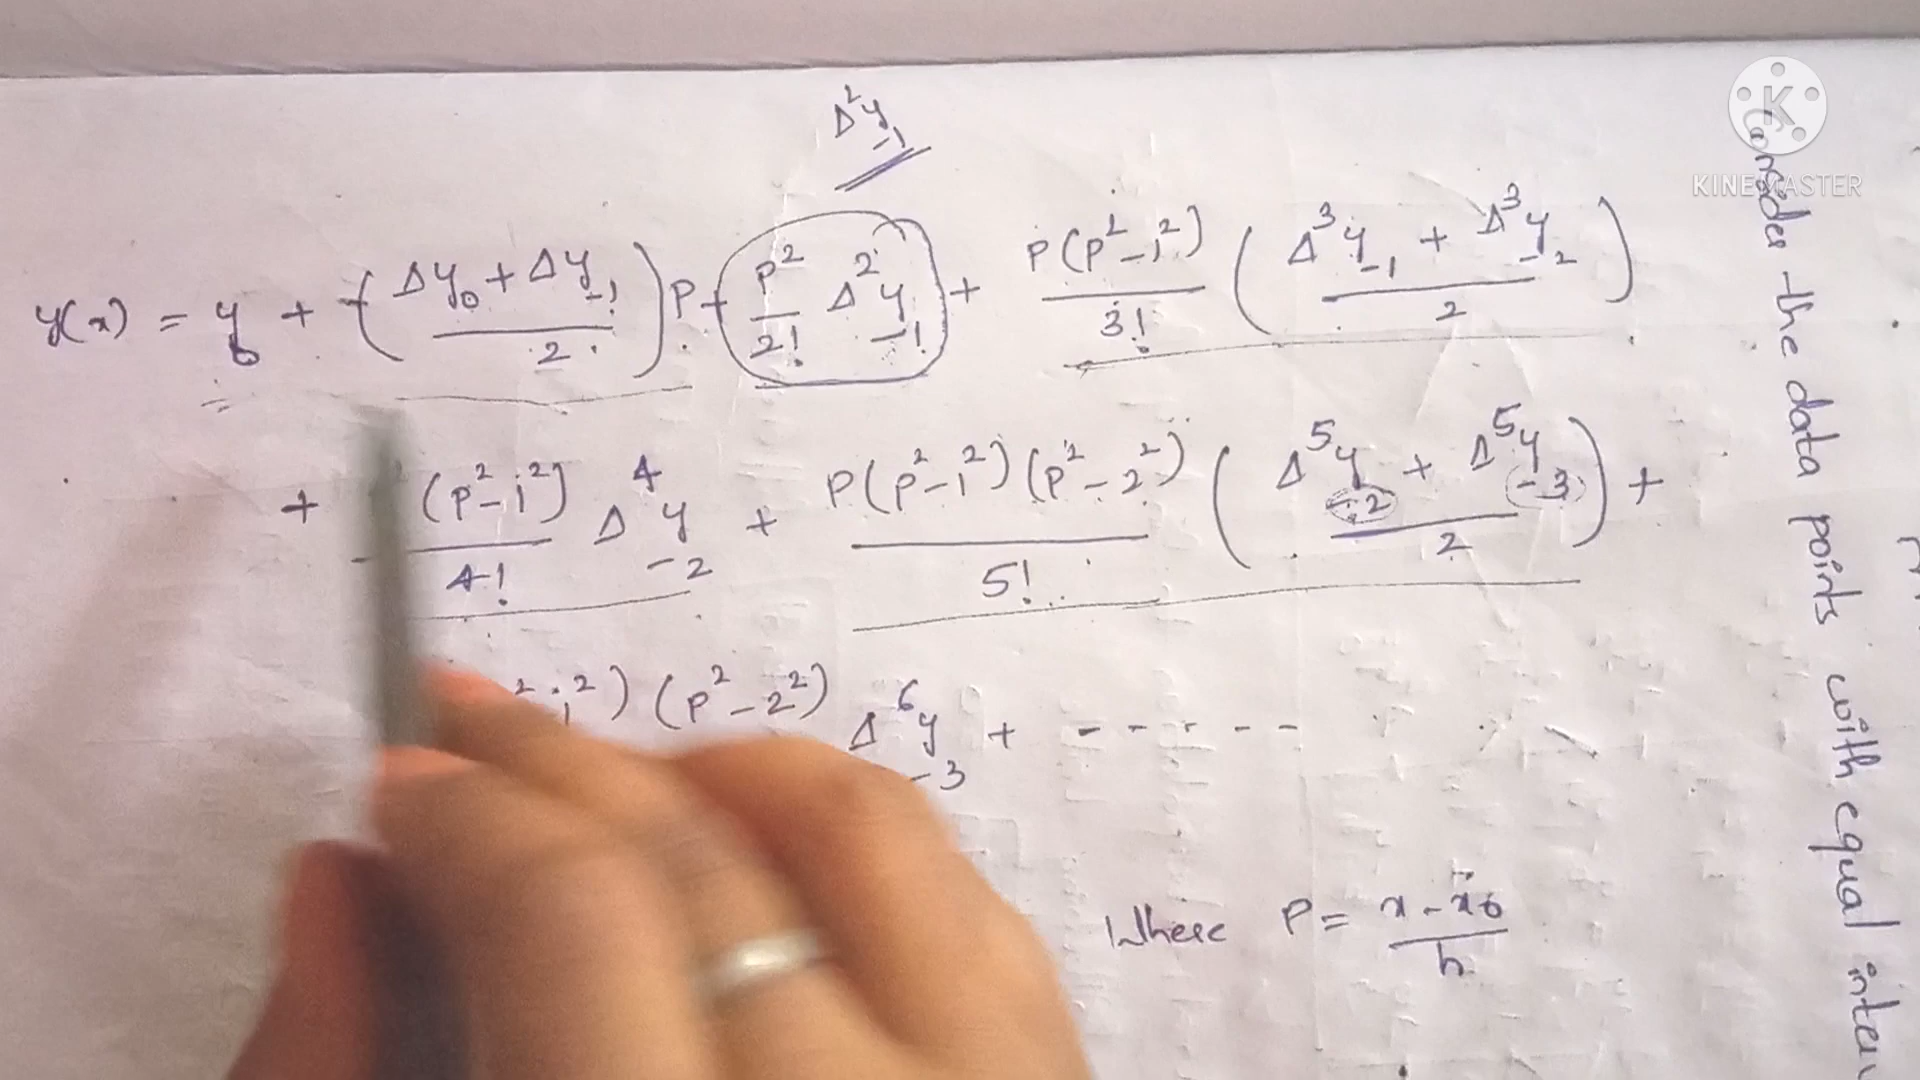 Δ²y₋₁
y(x) = y₀ + ((Δy₀ + Δy₋₁)/2) P + P²/2! Δ²y₋₁ + P(P²-1²)/3! ((Δ³y₋₁ + Δ³y₋₂)/2)
+ (P²-1²)/4! Δ⁴y₋₂ + P(P²-1²)(P²-2²)/5! ((Δ⁵y₋₂ + Δ⁵y₋₃)/2) +
²-1²)(P²-2²) Δ⁶y₋₃ + - - - - -
Where P = (x-x₀)/h
the data points with equal
KINEMASTER